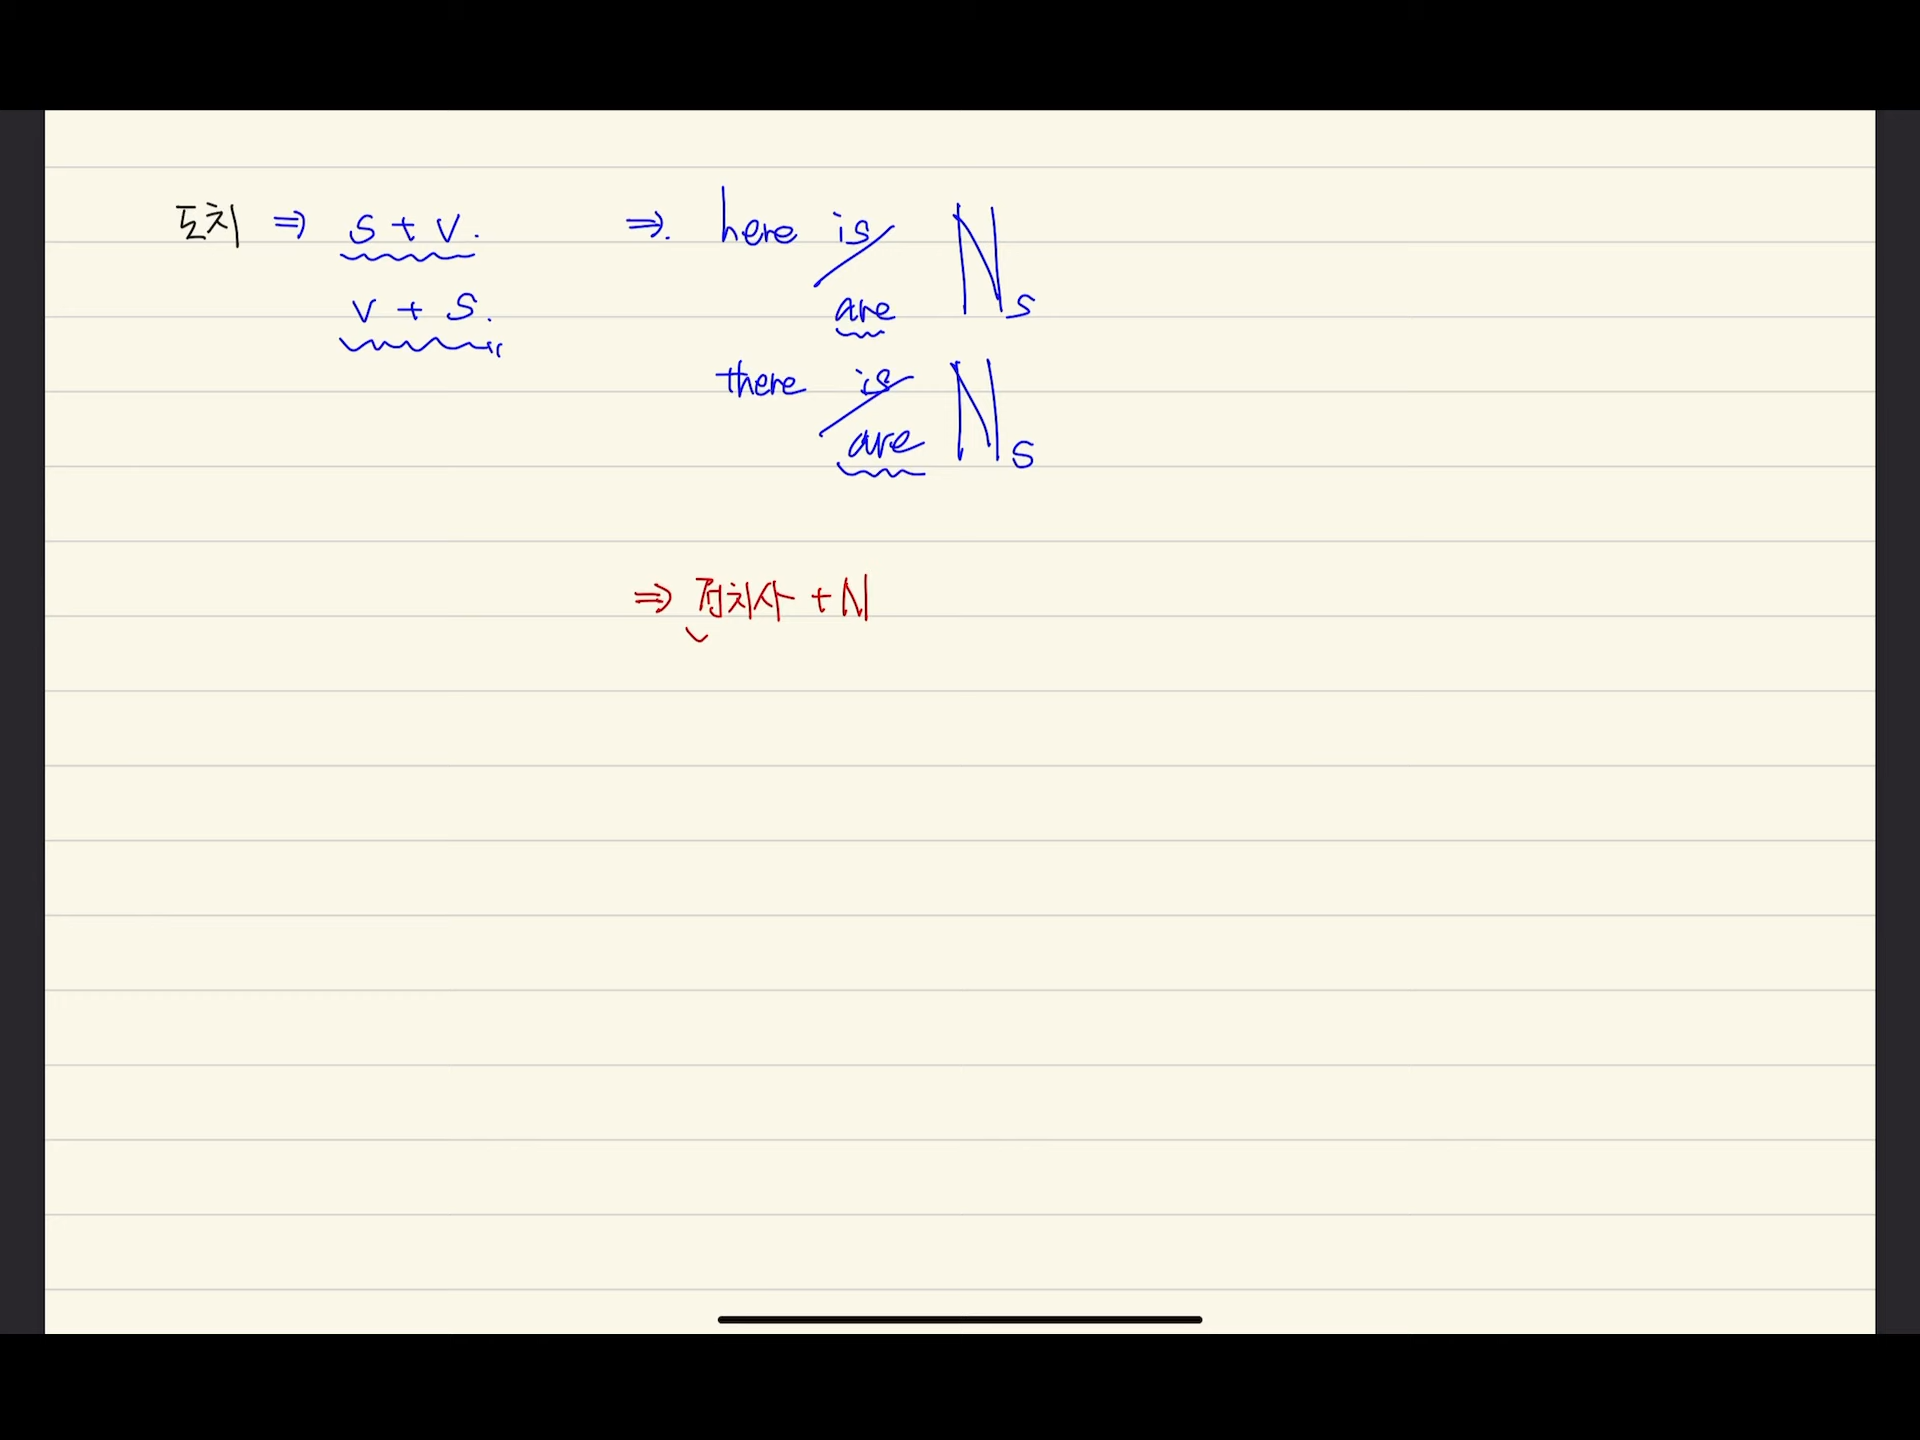 도치 ⇒ S + V. ⇒. here is/are Ns
V + S.
there is/are Ns
⇒ 전치사 + N